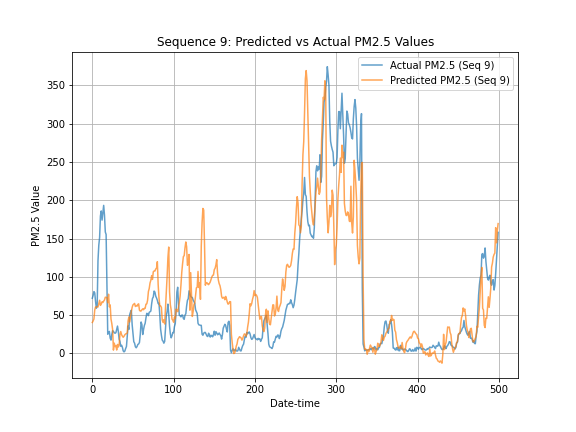 Sequence 9: Predicted vs Actual PM2.5 Values
Actual PM2.5 (Seq 9)
Predicted PM2.5 (Seq 9)
PM2.5 Value
350
300
250
200
150
100
50
0
0 100 200 300 400 500
Date-time